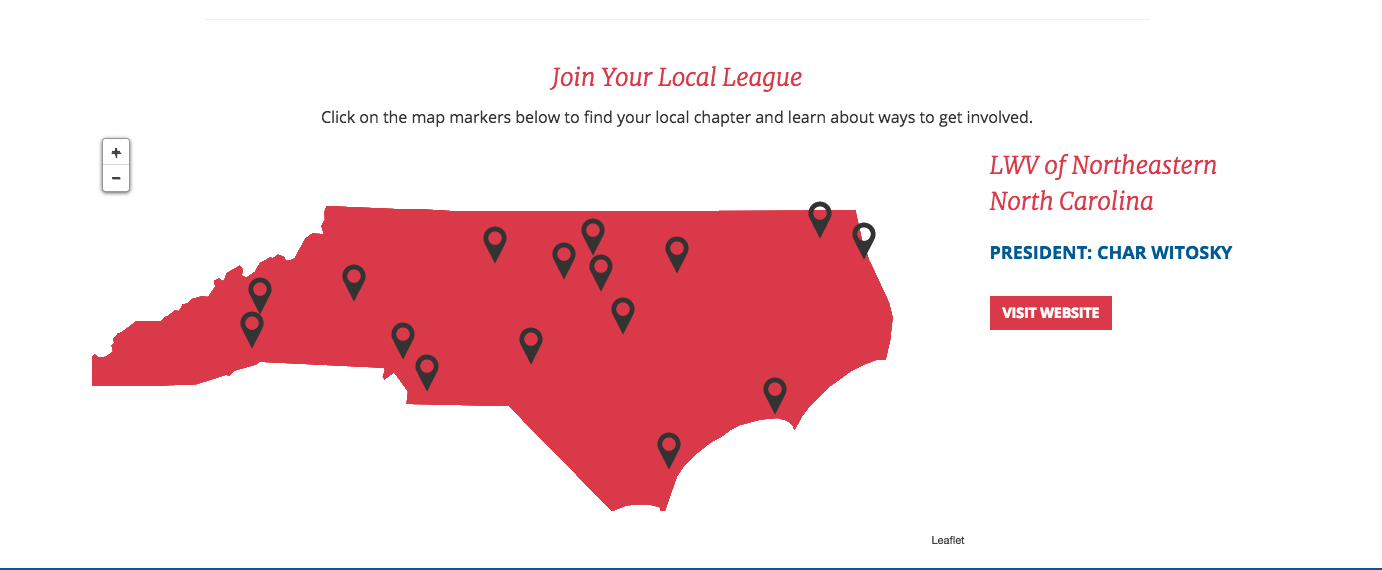 Join Your Local League
Click on the map markers below to find your local chapter and learn about ways to get involved.
+
−
LWV of Northeastern
North Carolina
PRESIDENT: CHAR WITOSKY
VISIT WEBSITE
Leaflet